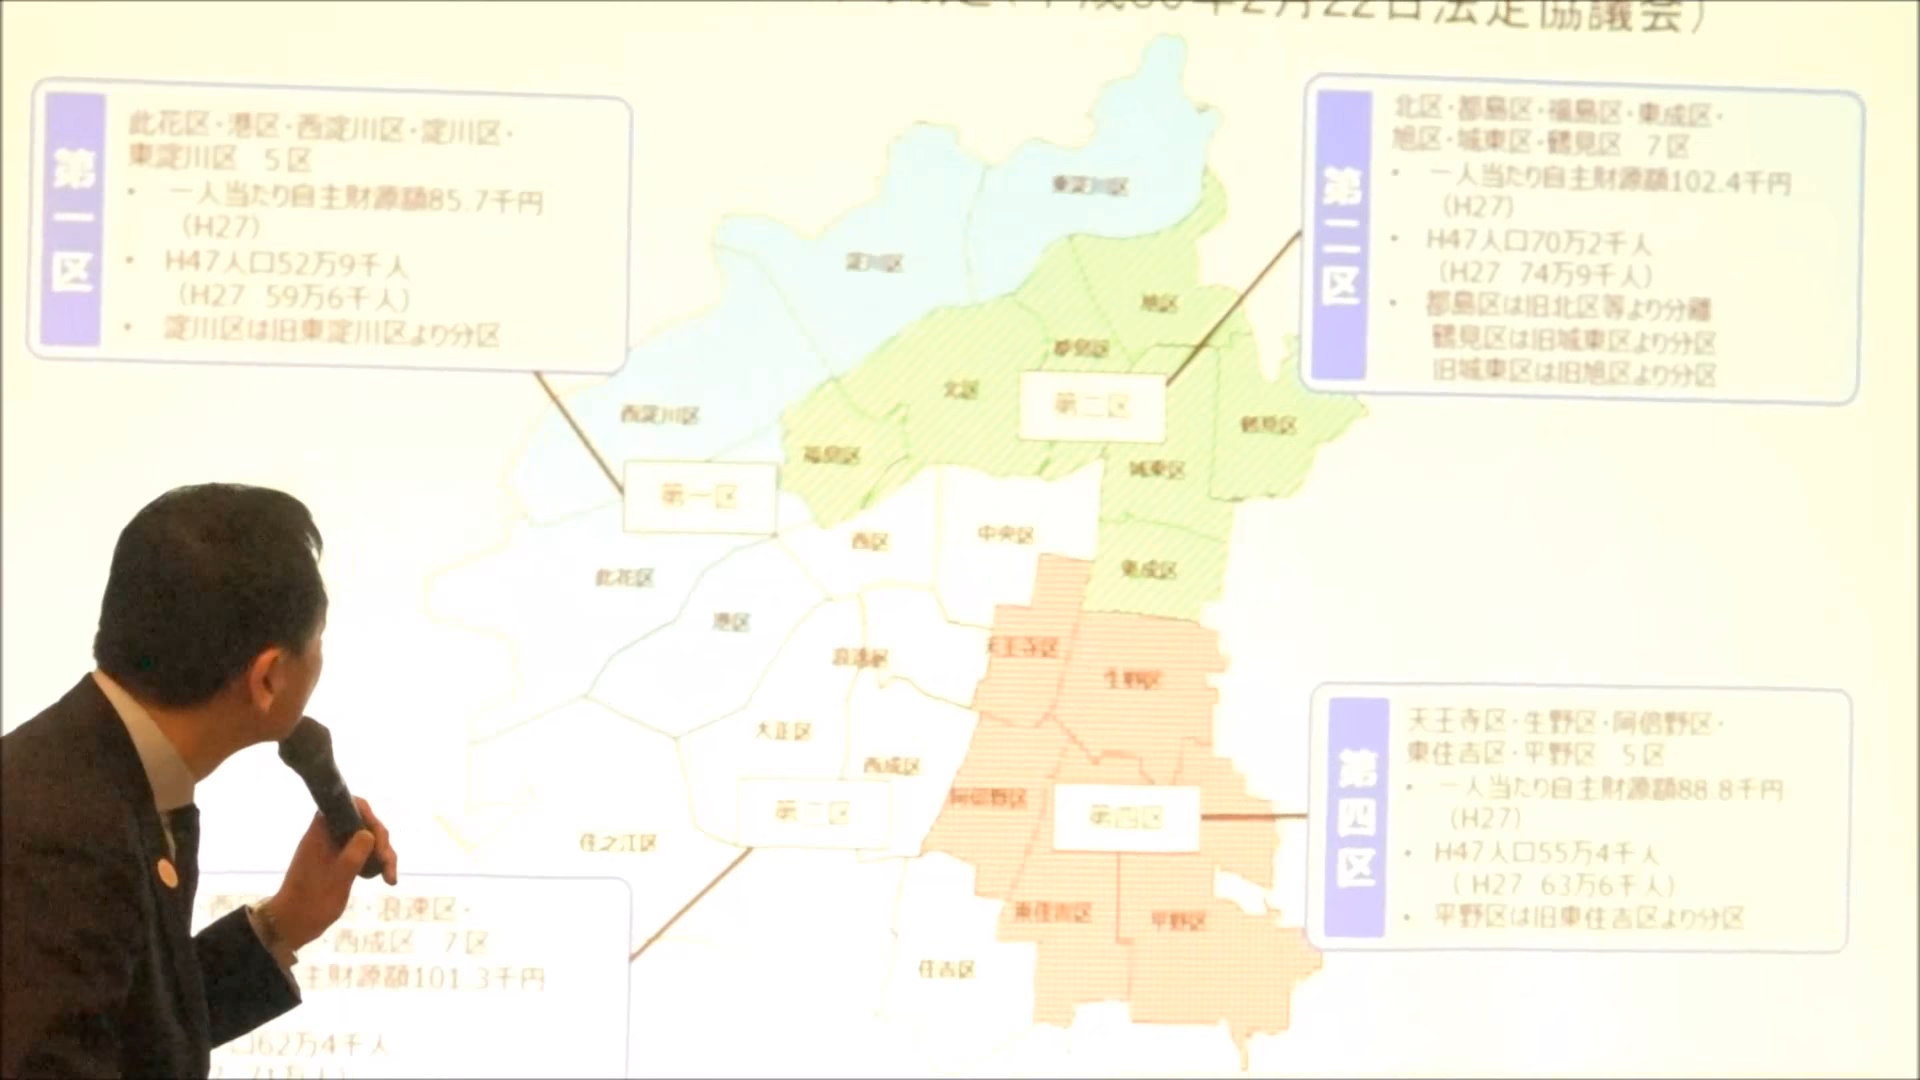 年2月22日法定協議会)
第一区
此花区・港区・西淀川区・淀川区・
東淀川区 5区
・ 一人当たり自主財源額85.7千円
(H27)
・ H47人口52万9千人
(H27 59万6千人)
・ 淀川区は旧東淀川区より分区
第二区
北区・都島区・福島区・東成区・
旭区・城東区・鶴見区 7区
・ 一人当たり自主財源額102.4千円
(H27)
・ H47人口70万2千人
(H27 74万9千人)
・ 都島区は旧北区等より分離
鶴見区は旧城東区より分区
旧城東区は旧旭区より分区
東淀川区
淀川区
旭区
都島区
北区
第二区
西淀川区
鶴見区
福島区
城東区
第一区
西区
中央区
東成区
此花区
港区
浪速区
天王寺区
生野区
大正区
西成区
阿倍野区
第四区
住之江区
東住吉区
平野区
住吉区
第四区
天王寺区・生野区・阿倍野区・
東住吉区・平野区 5区
・ 一人当たり自主財源額88.8千円
(H27)
・ H47人口55万4千人
( H27 63万6千人)
・ 平野区は旧東住吉区より分区
・浪速区・
・西成区 7区
主財源額101.3千円
口62万4千人